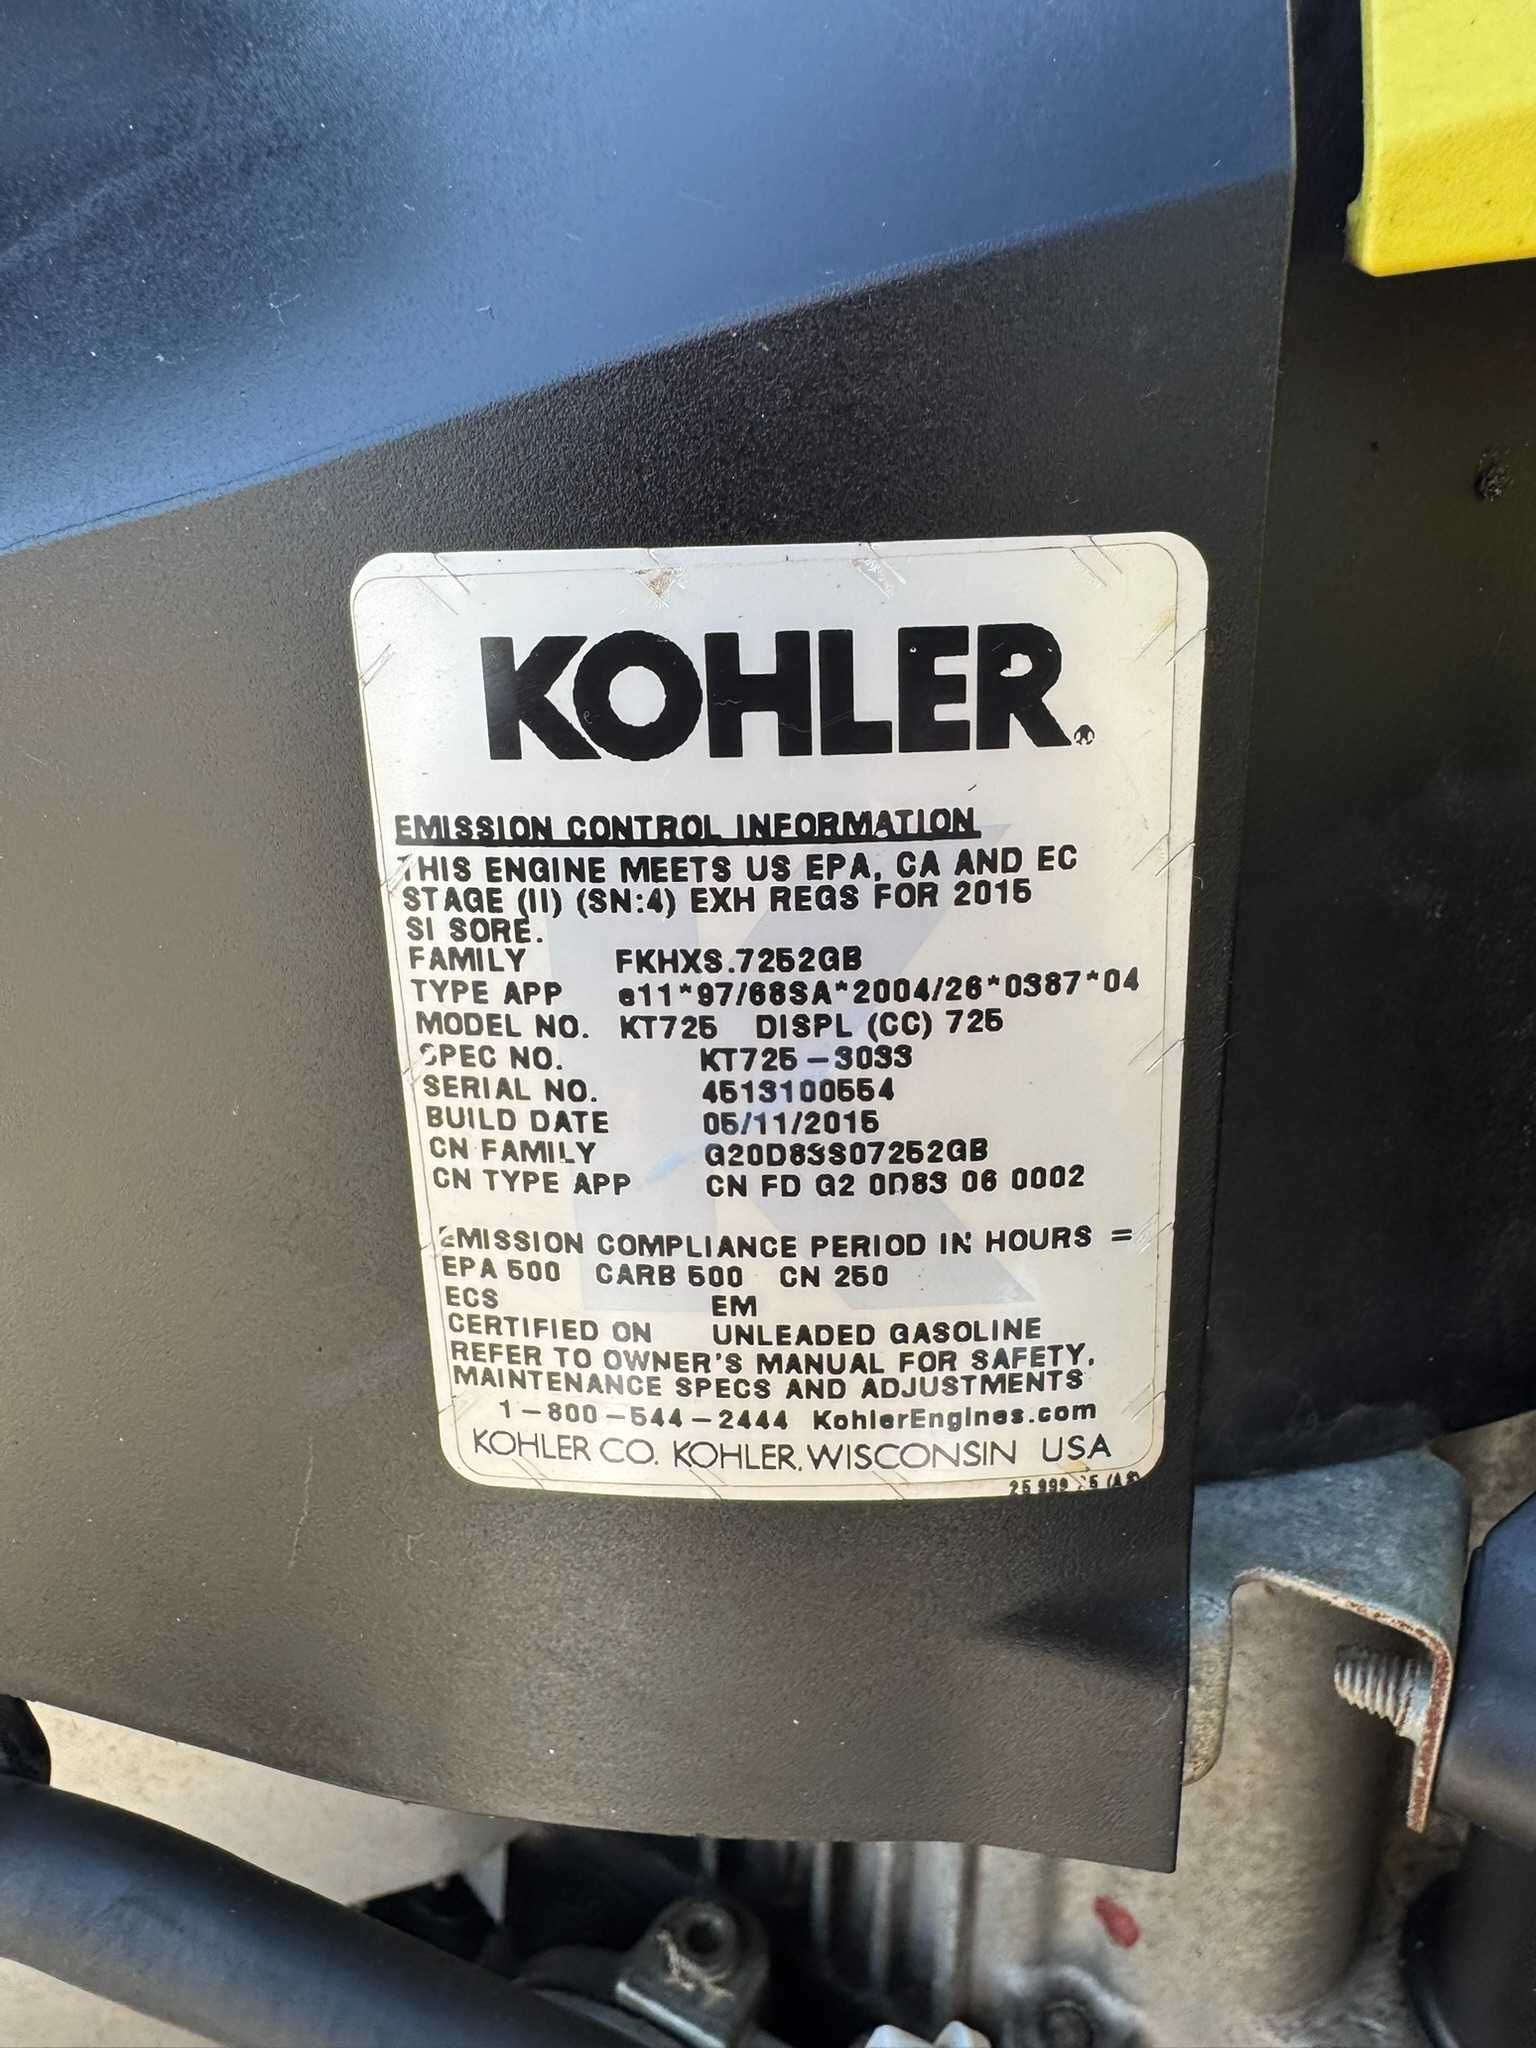 KOHLER®
EMISSION CONTROL INFORMATION
THIS ENGINE MEETS US EPA, CA AND EC
STAGE (II) (SN:4) EXH REGS FOR 2015
SI SORE.
FAMILY FKHXS.7252GB
TYPE APP e11*97/68SA*2004/26*0387*04
MODEL NO. KT725 DISPL (CC) 725
SPEC NO. KT725-3033
SERIAL NO. 4513100554
BUILD DATE 05/11/2015
CN FAMILY G20D83S07252GB
CN TYPE APP CN FD G2 0D83 06 0002
EMISSION COMPLIANCE PERIOD IN HOURS =
EPA 500 CARB 500 CN 250
ECS EM
CERTIFIED ON UNLEADED GASOLINE
REFER TO OWNER'S MANUAL FOR SAFETY,
MAINTENANCE SPECS AND ADJUSTMENTS
1-800-544-2444 KohlerEngines.com
KOHLER CO. KOHLER, WISCONSIN USA
25 999